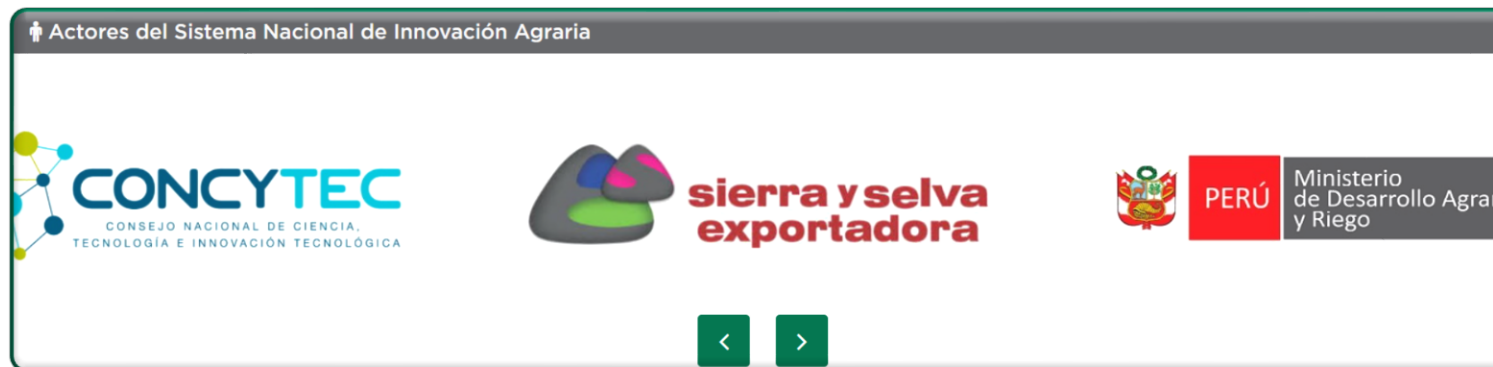 Actores del Sistema Nacional de Innovación Agraria
CONCYTEC
CONSEJO NACIONAL DE CIENCIA,
TECNOLOGÍA E INNOVACIÓN TECNOLÓGICA
sierra y selva
exportadora
PERÚ
Ministerio
de Desarrollo Agrar
y Riego